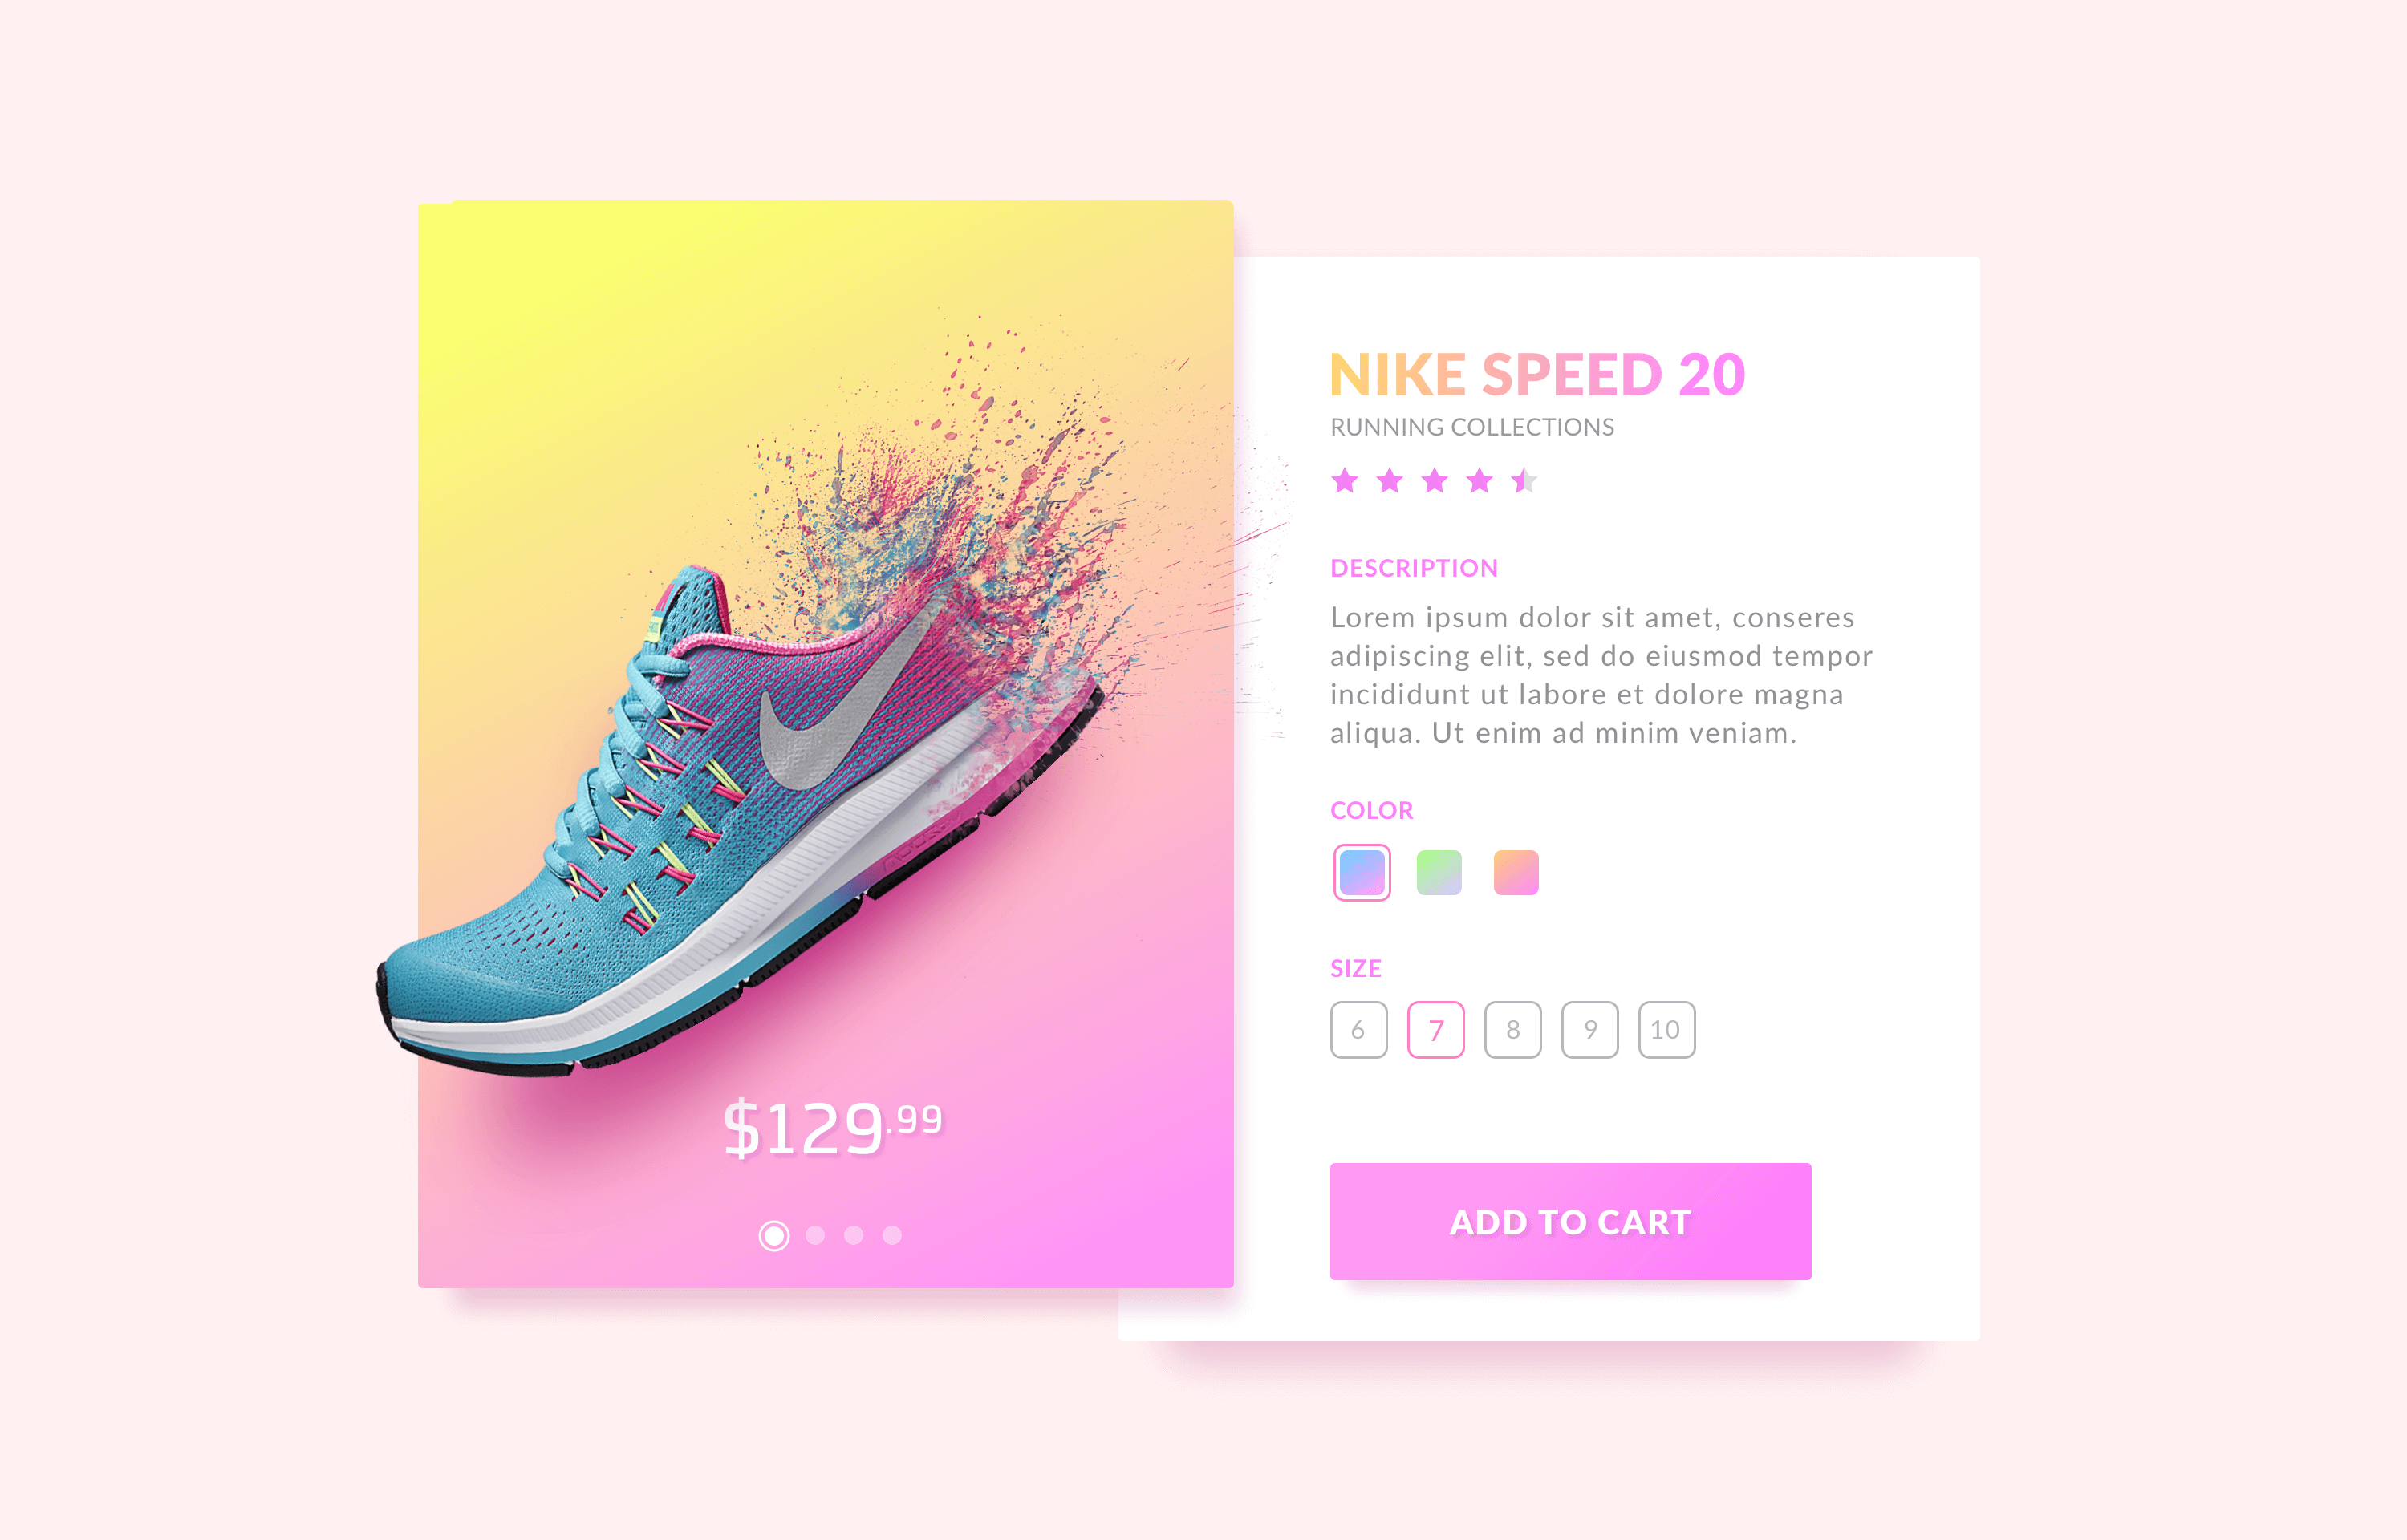 $129.99
NIKE SPEED 20
RUNNING COLLECTIONS
DESCRIPTION
Lorem ipsum dolor sit amet, conseres
adipiscing elit, sed do eiusmod tempor
incididunt ut labore et dolore magna
aliqua. Ut enim ad minim veniam.
COLOR
SIZE
6 7 8 9 10
ADD TO CART